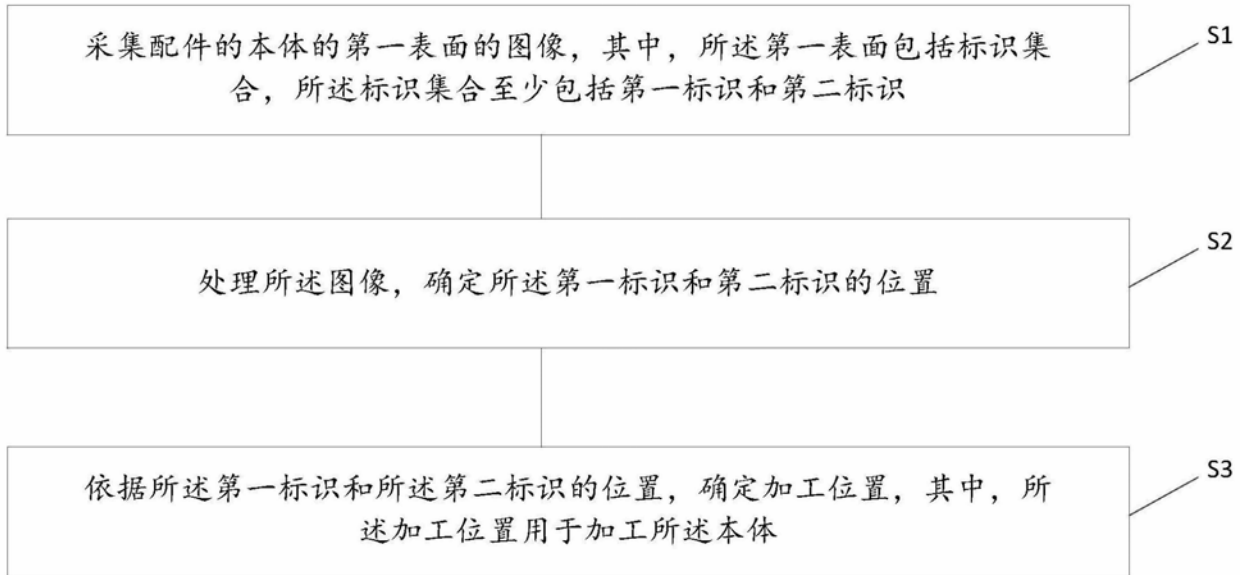 采集配件的本体的第一表面的图像，其中，所述第一表面包括标识集
合，所述标识集合至少包括第一标识和第二标识
S1
处理所述图像，确定所述第一标识和第二标识的位置
S2
依据所述第一标识和所述第二标识的位置，确定加工位置，其中，所
述加工位置用于加工所述本体
S3